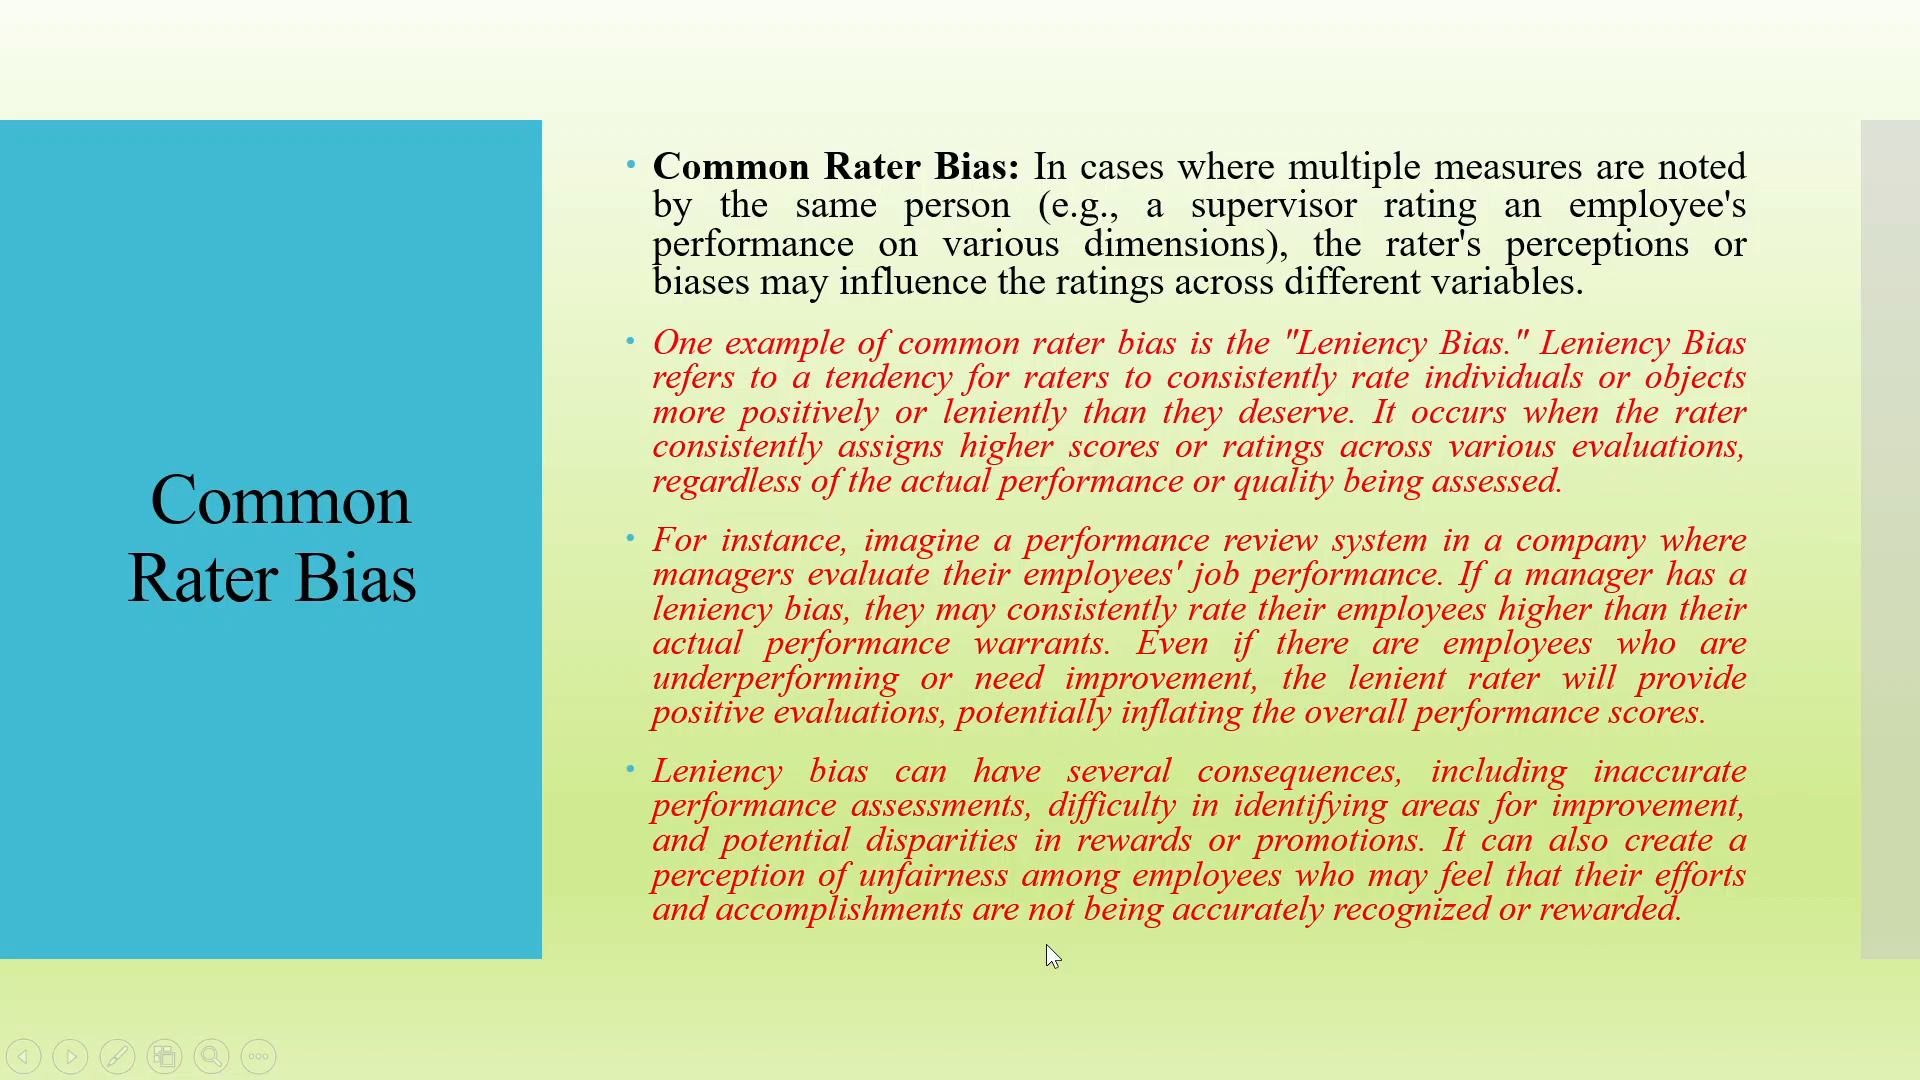 Common
Rater Bias
• Common Rater Bias: In cases where multiple measures are noted
by the same person (e.g., a supervisor rating an employee's
performance on various dimensions), the rater's perceptions or
biases may influence the ratings across different variables.
• One example of common rater bias is the "Leniency Bias." Leniency Bias
refers to a tendency for raters to consistently rate individuals or objects
more positively or leniently than they deserve. It occurs when the rater
consistently assigns higher scores or ratings across various evaluations,
regardless of the actual performance or quality being assessed.
• For instance, imagine a performance review system in a company where
managers evaluate their employees' job performance. If a manager has a
leniency bias, they may consistently rate their employees higher than their
actual performance warrants. Even if there are employees who are
underperforming or need improvement, the lenient rater will provide
positive evaluations, potentially inflating the overall performance scores.
• Leniency bias can have several consequences, including inaccurate
performance assessments, difficulty in identifying areas for improvement,
and potential disparities in rewards or promotions. It can also create a
perception of unfairness among employees who may feel that their efforts
and accomplishments are not being accurately recognized or rewarded.